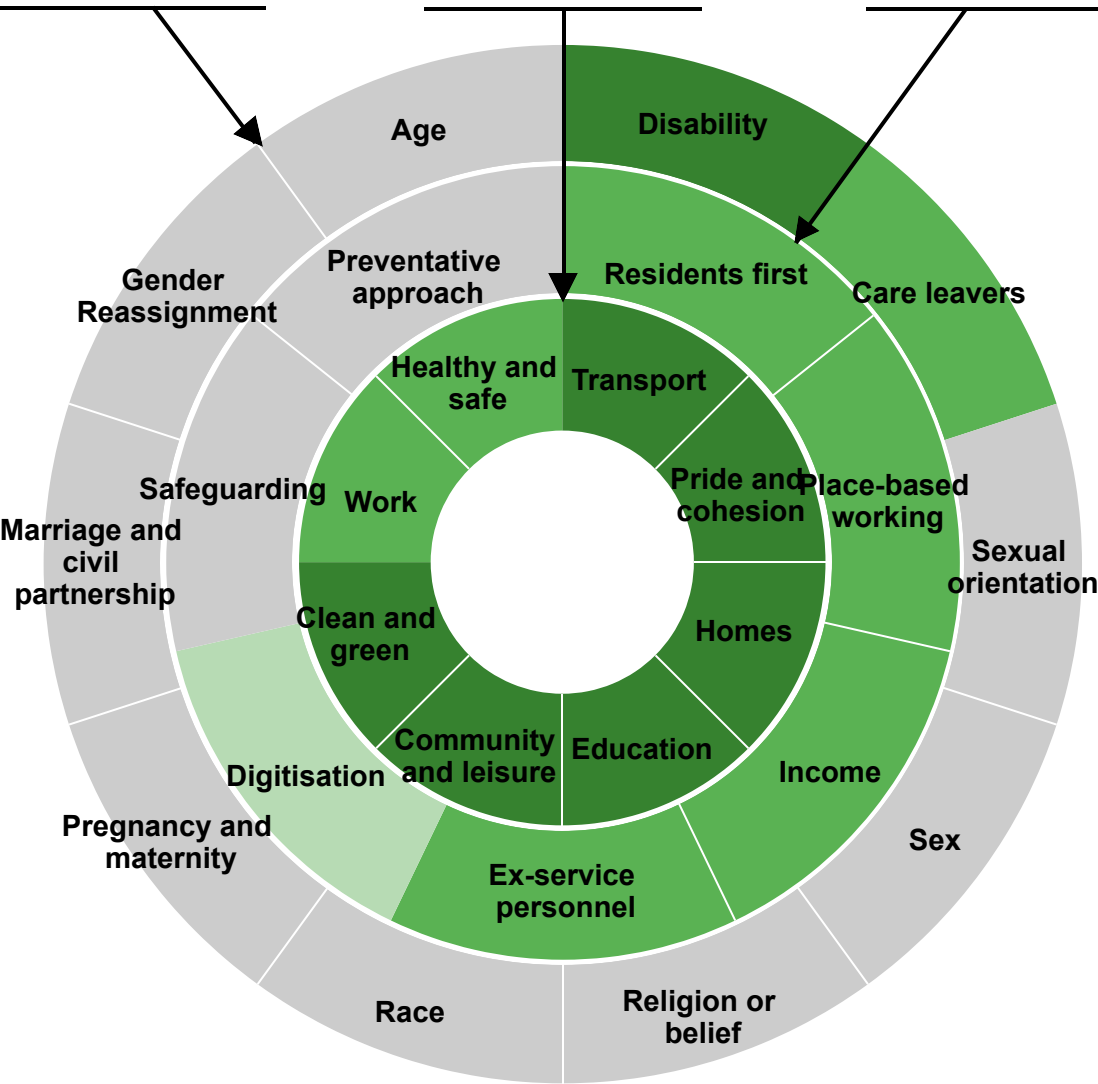 Age
Disability
Care leavers
Sexual
orientation
Sex
Religion or
belief
Race
Pregnancy and
maternity
Marriage and
civil
partnership
Gender
Reassignment
Preventative
approach
Residents first
Place-based
working
Income
Ex-service
personnel
Digitisation
Safeguarding
Healthy and
safe
Transport
Pride and
cohesion
Homes
Education
Community
and leisure
Clean and
green
Work